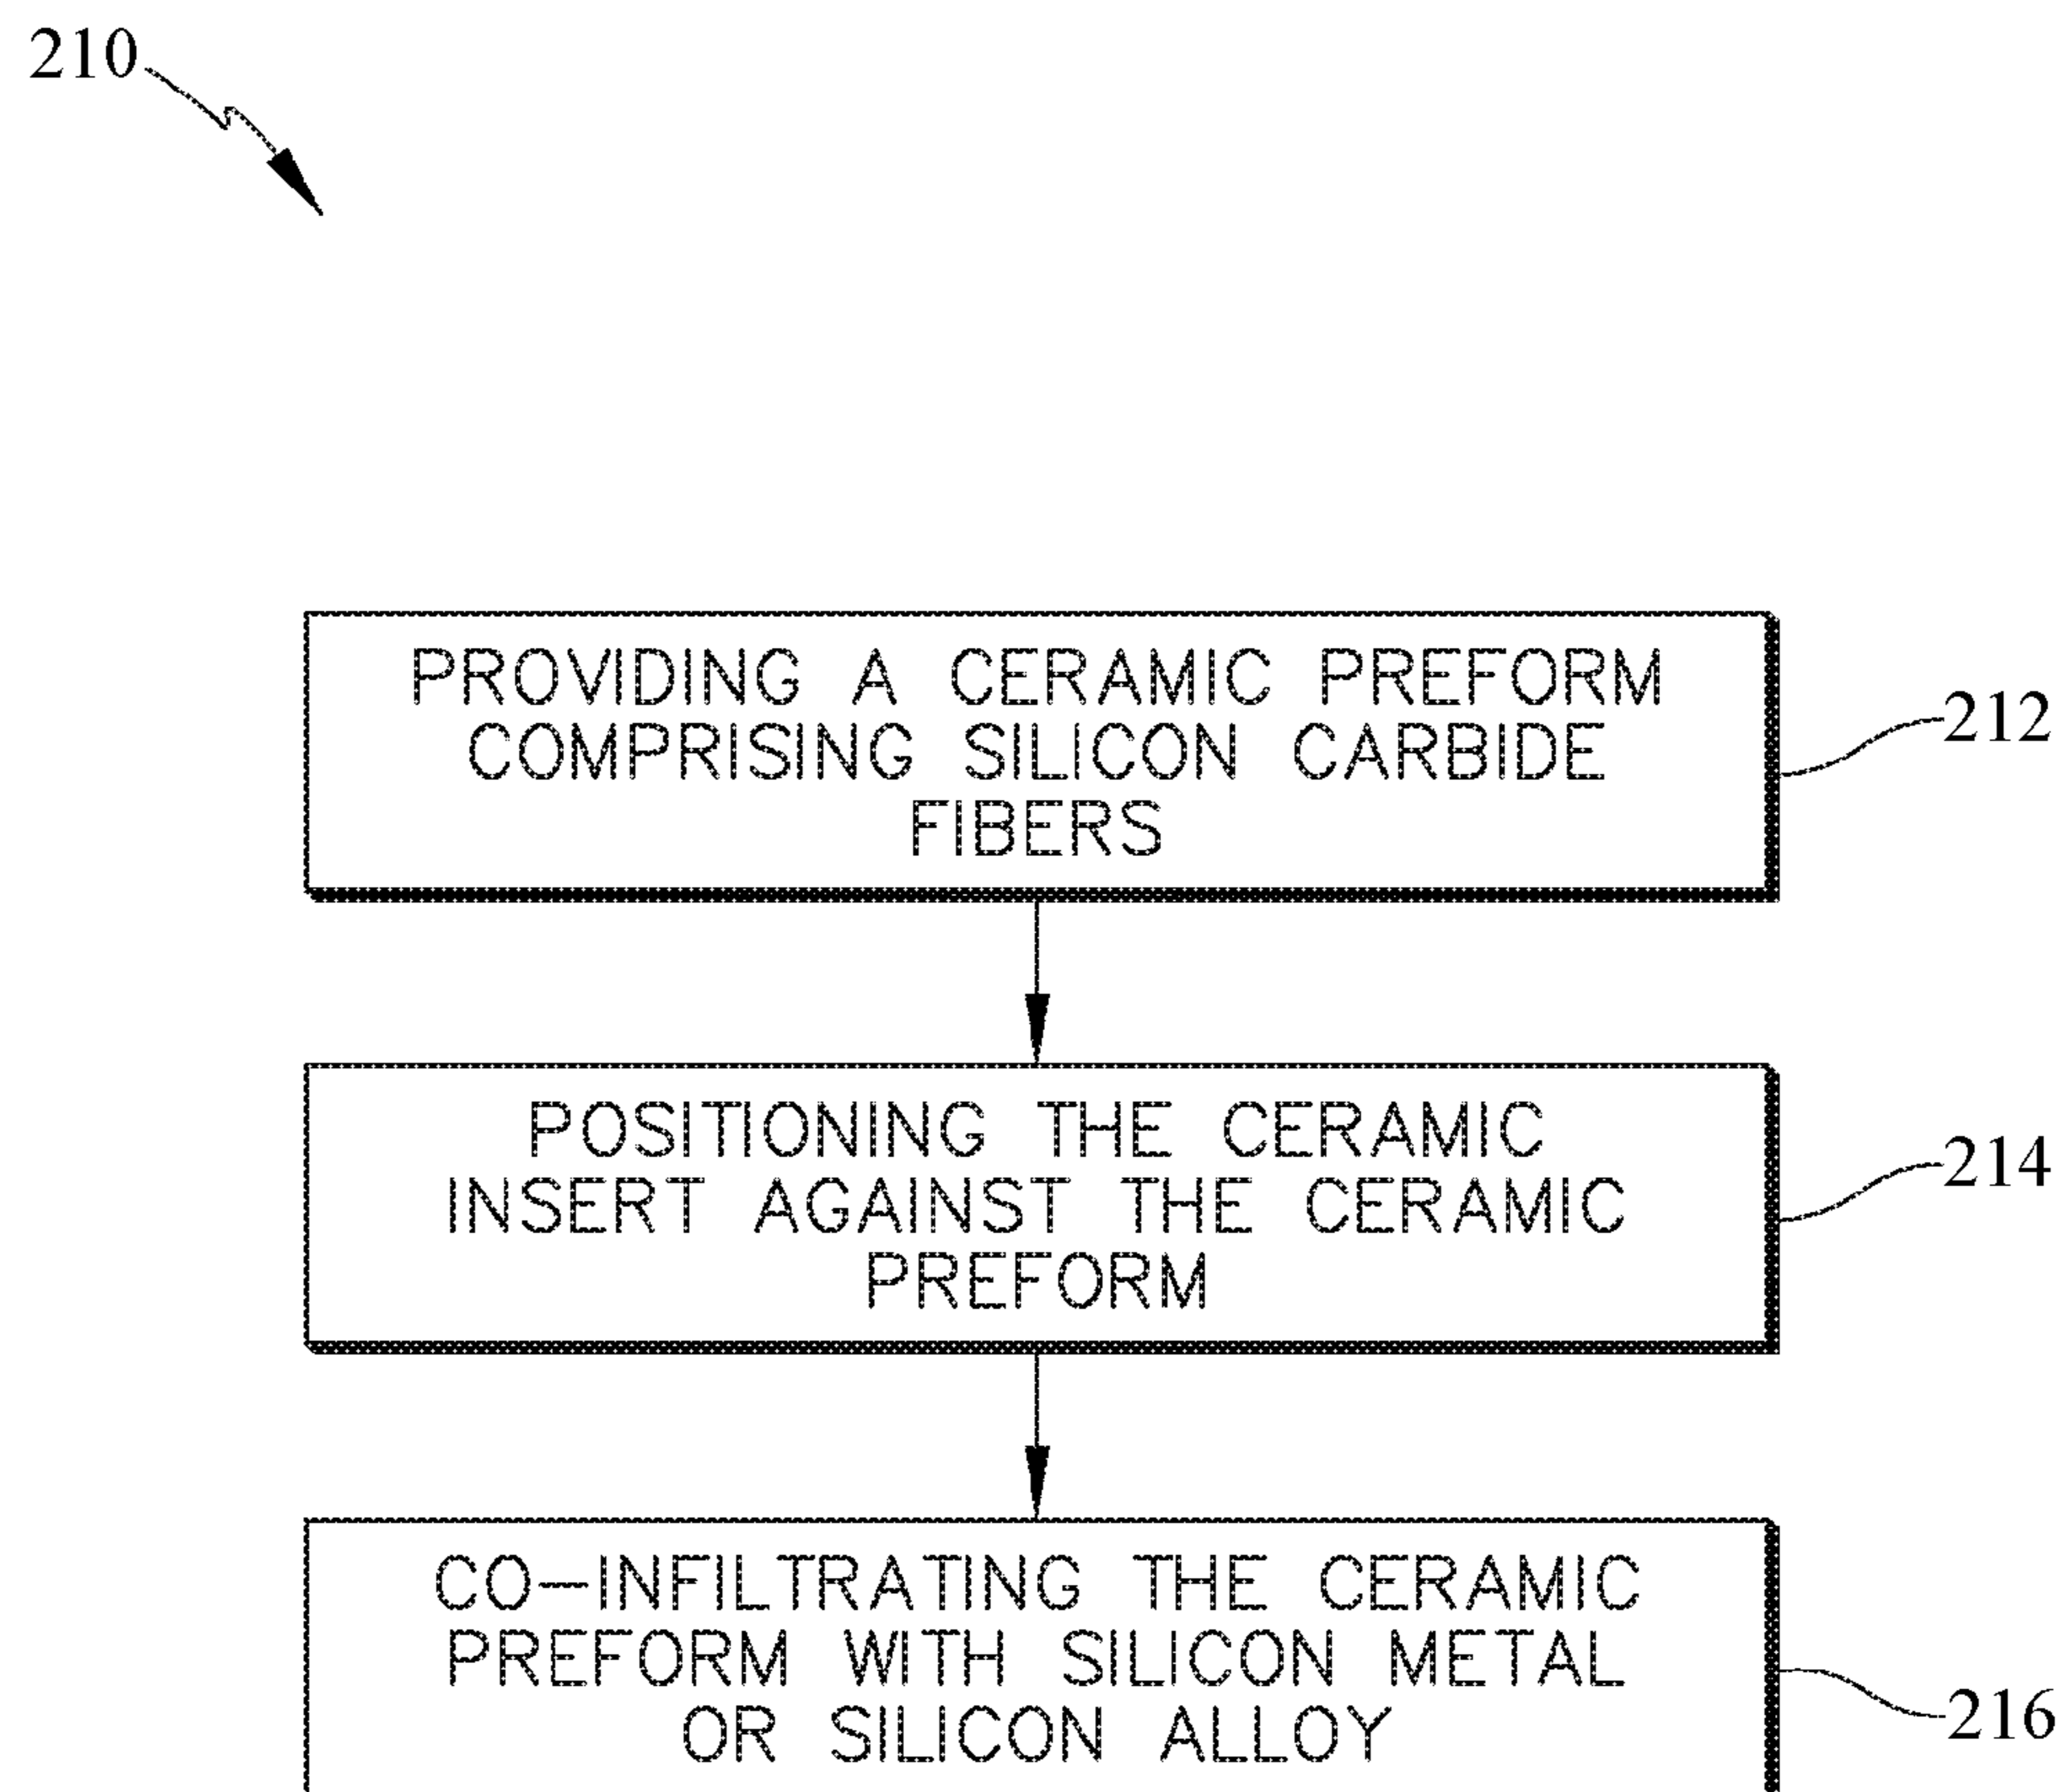 210
PROVIDING A CERAMIC PREFORM
COMPRISING SILICON CARBIDE
FIBERS
212
POSITIONING THE CERAMIC
INSERT AGAINST THE CERAMIC
PREFORM
214
CO-INFILTRATING THE CERAMIC
PREFORM WITH SILICON METAL
OR SILICON ALLOY
216